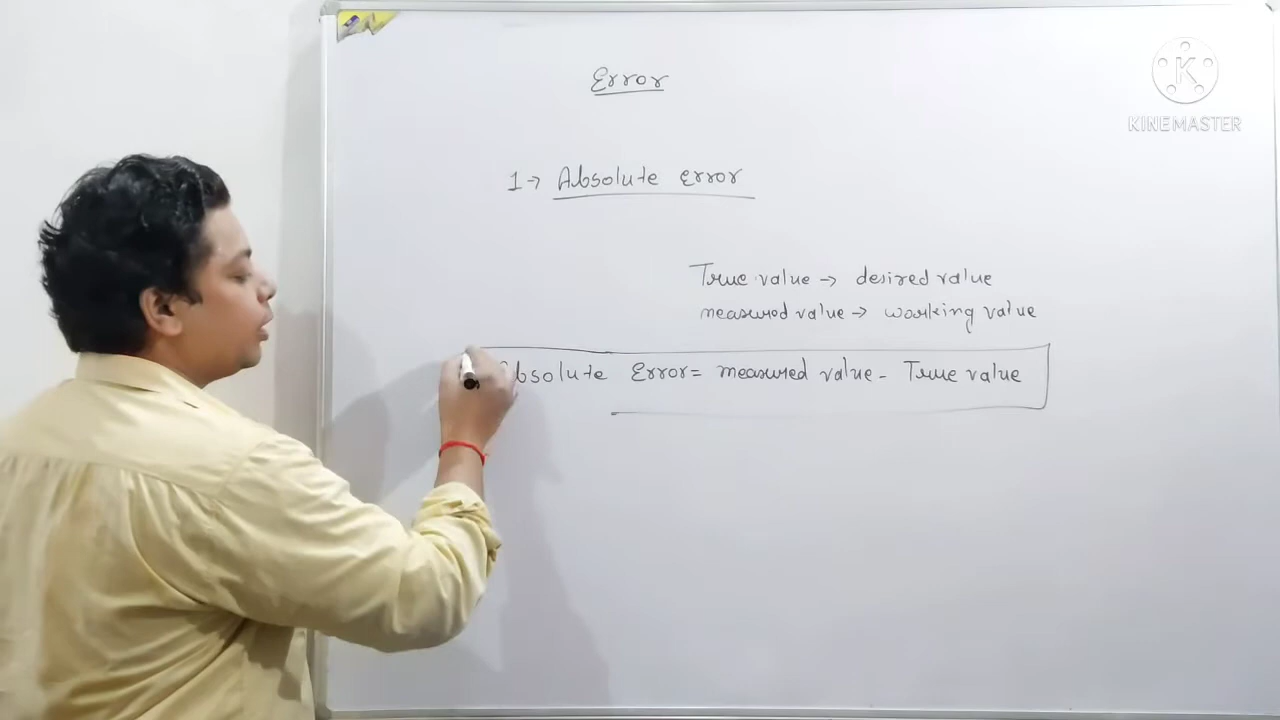 Error
KINEMASTER
1→ Absolute error
True value → desired value
measured value → working value
Absolute Error = measured value - True value